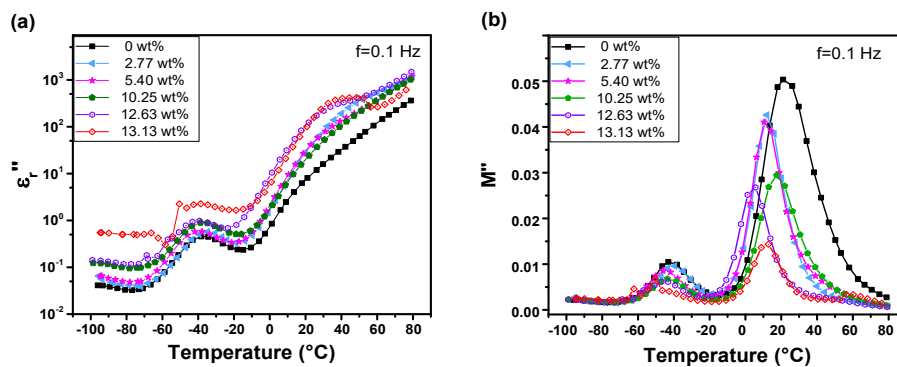 (a)
0 wt%
2.77 wt%
5.40 wt%
10.25 wt%
12.63 wt%
13.13 wt%
f=0.1 Hz
εr''
10³
10²
10¹
10⁰
10⁻¹
10⁻²
-100 -80 -60 -40 -20 0 20 40 60 80
Temperature (°C)
(b)
0 wt%
2.77 wt%
5.40 wt%
10.25 wt%
12.63 wt%
13.13 wt%
f=0.1 Hz
M''
0.05
0.04
0.03
0.02
0.01
0.00
-100 -80 -60 -40 -20 0 20 40 60 80
Temperature (°C)